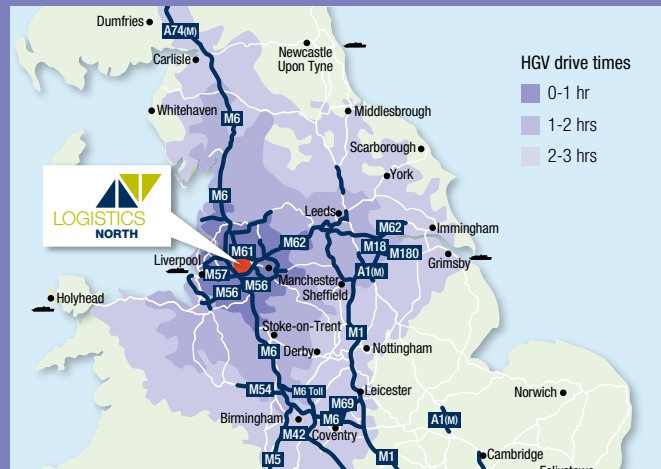 Dumfries
A74(M)
Carlisle
Newcastle
Upon Tyne
HGV drive times
0-1 hr
1-2 hrs
2-3 hrs
Whitehaven
M6
Middlesbrough
Scarborough
York
M6
LOGISTICS
NORTH
Leeds
M62
Immingham
M61
M62
M18
M180
Liverpool
Grimsby
M57
M56
Manchester
A1(M)
Sheffield
M56
Holyhead
Stoke-on-Trent
M1
M6
Derby
Nottingham
M54
M6 Toll
Leicester
Norwich
M69
Birmingham
M6
A1(M)
M42
Coventry
M5
M1
Cambridge
Felixstowe